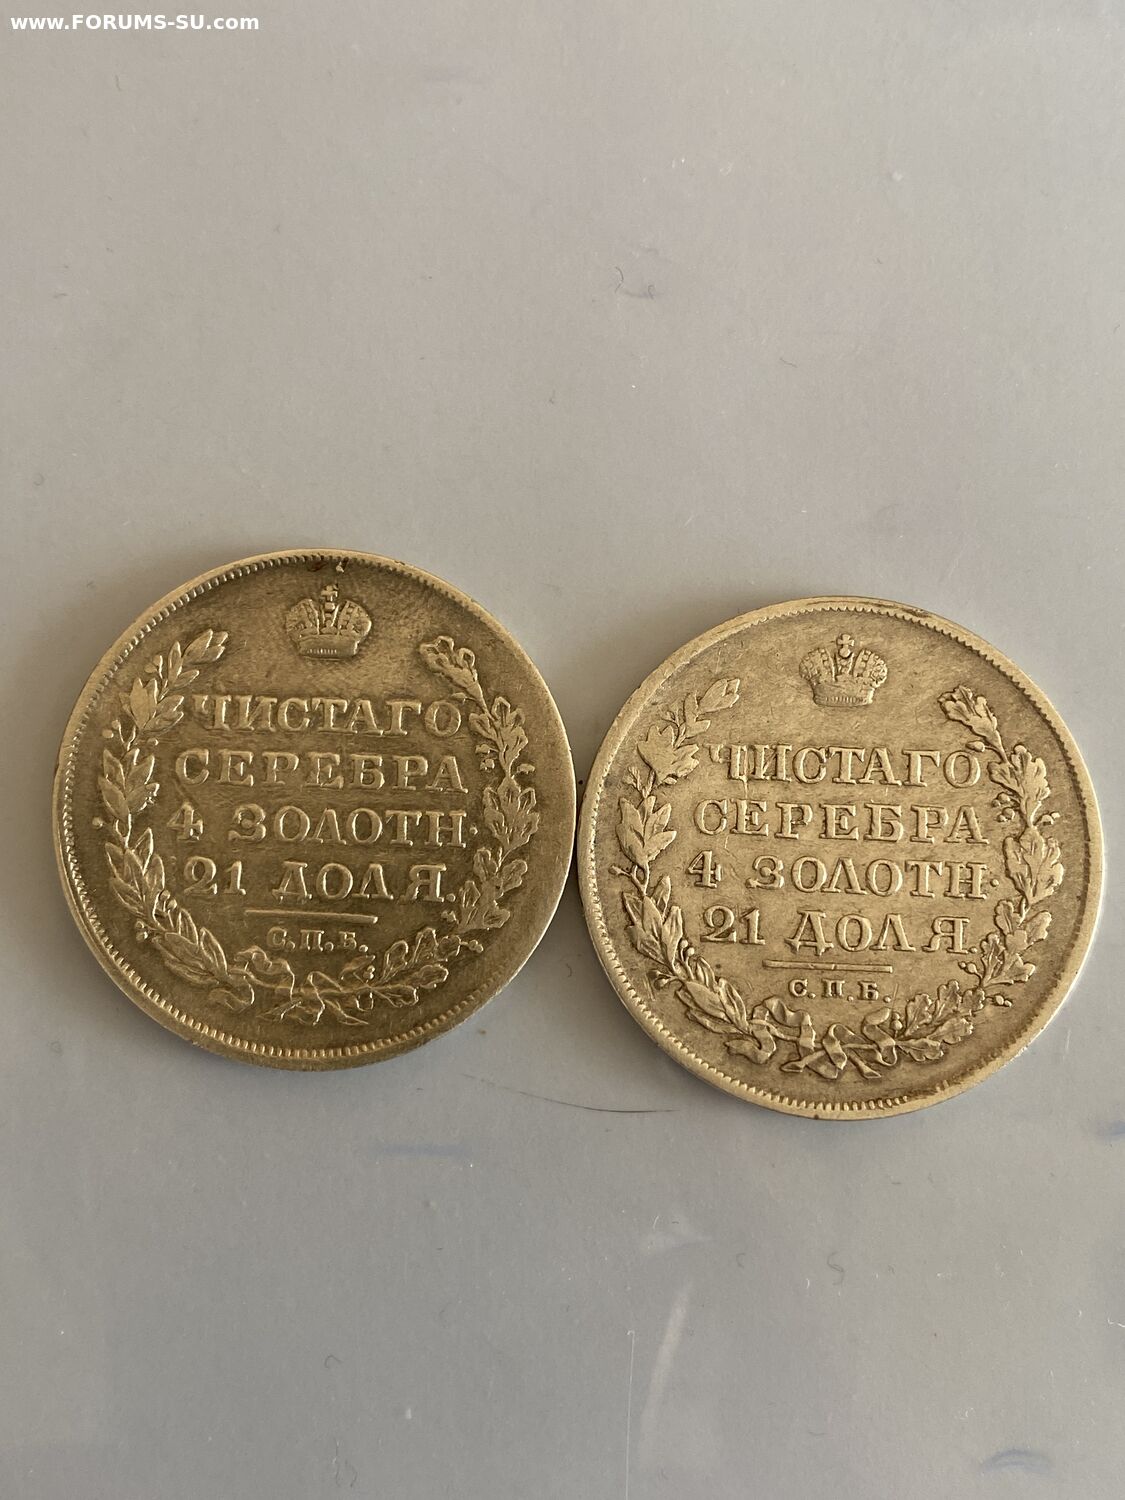 www.FORUMS-SU.com
ЧИСТАГО
СЕРЕБРА
4 ЗОЛОТН.
21 ДОЛЯ.
С.П.Б.
ЧИСТАГО
СЕРЕБРА
4 ЗОЛОТН.
21 ДОЛЯ.
С.П.Б.